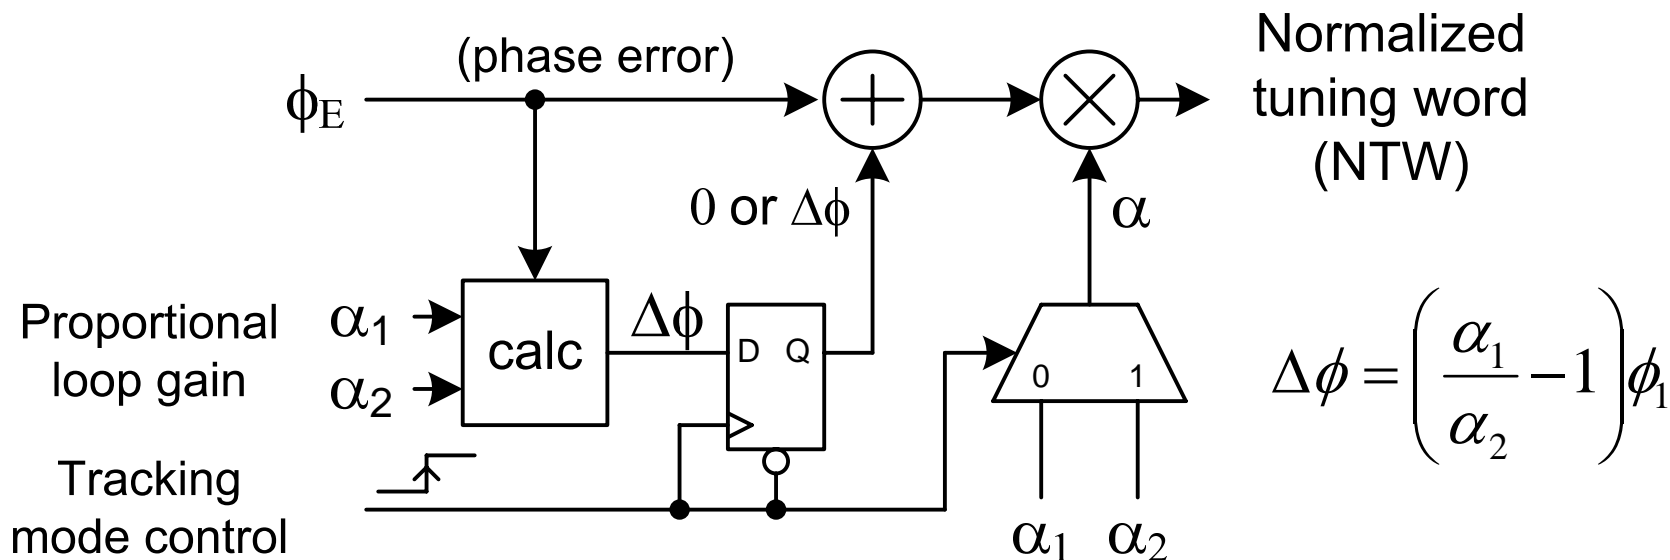 (phase error)
ϕE
Normalized
tuning word
(NTW)
0 or Δϕ
α
Proportional
loop gain
α1
α2
calc
Δϕ
D Q
0 1
Δϕ = (α1/α2 − 1)ϕ1
Tracking
mode control
α1 α2